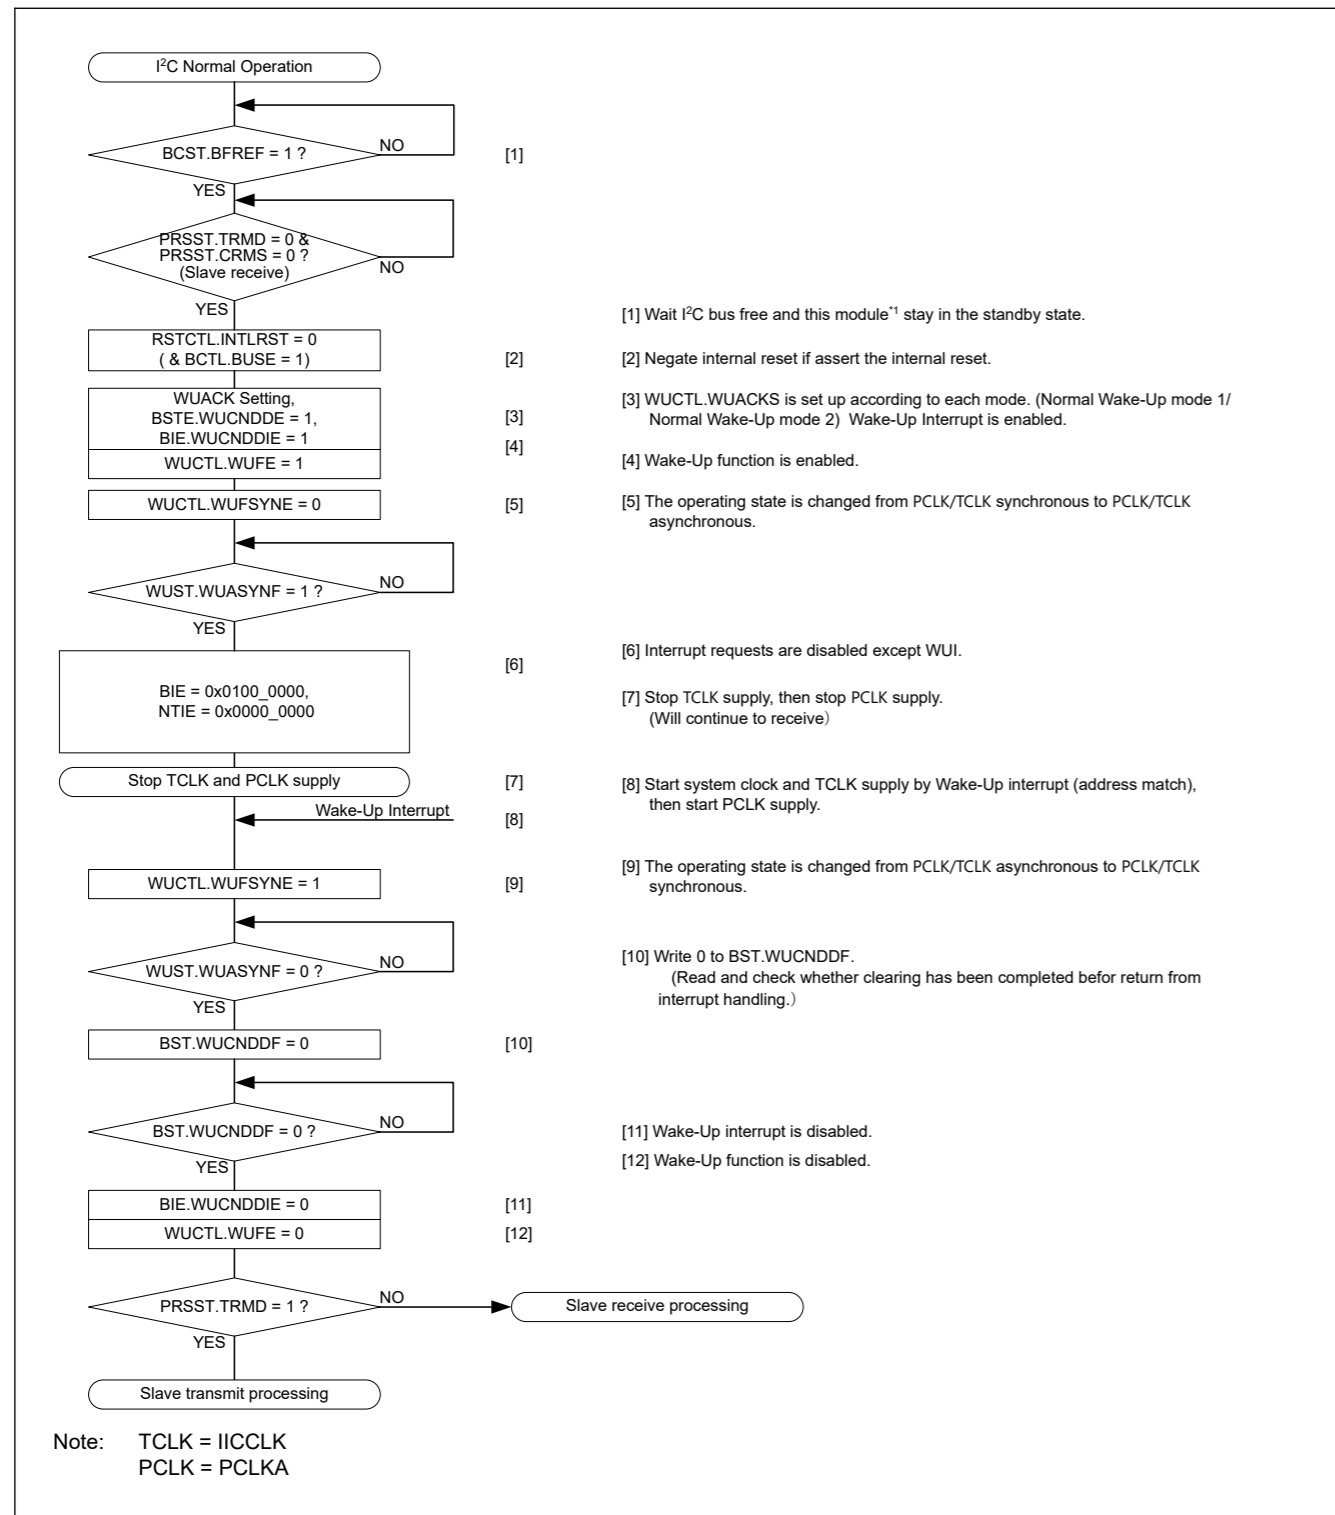 I²C Normal Operation
BCST.BFREF = 1 ?
NO
[1]
YES
PRSST.TRMD = 0 &
PRSST.CRMS = 0 ?
(Slave receive)
NO
YES
[1] Wait I²C bus free and this module*1 stay in the standby state.
RSTCTL.INTLRST = 0
( & BCTL.BUSE = 1)
[2]
[2] Negate internal reset if assert the internal reset.
WUACK Setting,
BSTE.WUCNDDE = 1,
BIE.WUCNDDIE = 1
[3]
[3] WUCTL.WUACKS is set up according to each mode. (Normal Wake-Up mode 1/
Normal Wake-Up mode 2) Wake-Up Interrupt is enabled.
WUCTL.WUFE = 1
[4]
[4] Wake-Up function is enabled.
WUCTL.WUFSYNE = 0
[5]
[5] The operating state is changed from PCLK/TCLK synchronous to PCLK/TCLK
asynchronous.
WUST.WUASYNF = 1 ?
NO
YES
BIE = 0x0100_0000,
NTIE = 0x0000_0000
[6]
[6] Interrupt requests are disabled except WUI.
[7] Stop TCLK supply, then stop PCLK supply.
(Will continue to receive）
Stop TCLK and PCLK supply
[7]
[8] Start system clock and TCLK supply by Wake-Up interrupt (address match),
then start PCLK supply.
Wake-Up Interrupt
[8]
WUCTL.WUFSYNE = 1
[9]
[9] The operating state is changed from PCLK/TCLK asynchronous to PCLK/TCLK
synchronous.
WUST.WUASYNF = 0 ?
NO
YES
[10] Write 0 to BST.WUCNDDF.
(Read and check whether clearing has been completed befor return from
interrupt handling.）
BST.WUCNDDF = 0
[10]
BST.WUCNDDF = 0 ?
NO
YES
[11] Wake-Up interrupt is disabled.
[12] Wake-Up function is disabled.
BIE.WUCNDDIE = 0
[11]
WUCTL.WUFE = 0
[12]
PRSST.TRMD = 1 ?
NO
Slave receive processing
YES
Slave transmit processing
Note: TCLK = IICCLK
PCLK = PCLKA